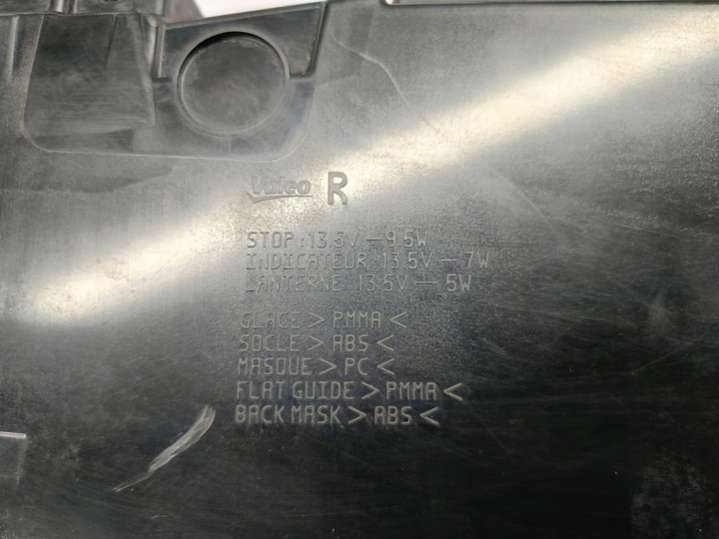 Valeo R
STOP:13.5V—9.5W
INDICATEUR:13.5V—7W
LANTERNE:13.5V—5W
GLACE>PMMA<
SOCLE>ABS<
MASQUE>PC<
FLAT GUIDE>PMMA<
BACK MASK>ABS<